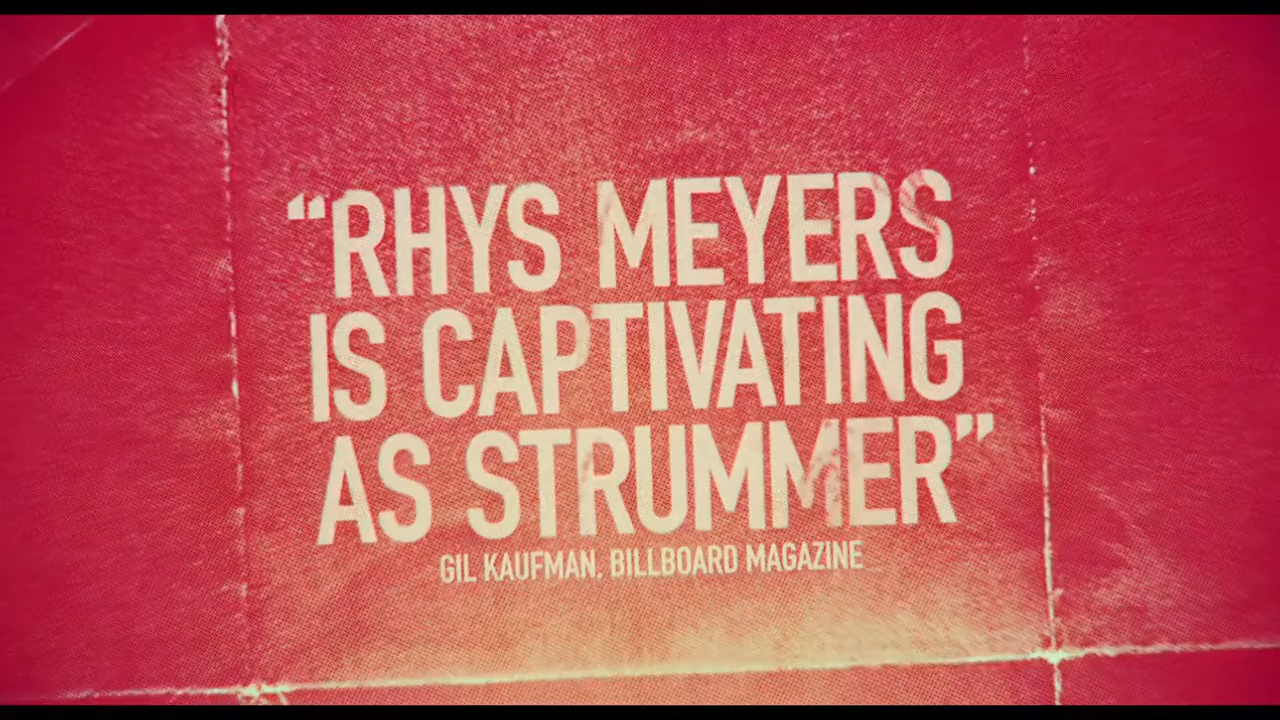 “RHYS MEYERS
IS CAPTIVATING
AS STRUMMER”
GIL KAUFMAN, BILLBOARD MAGAZINE